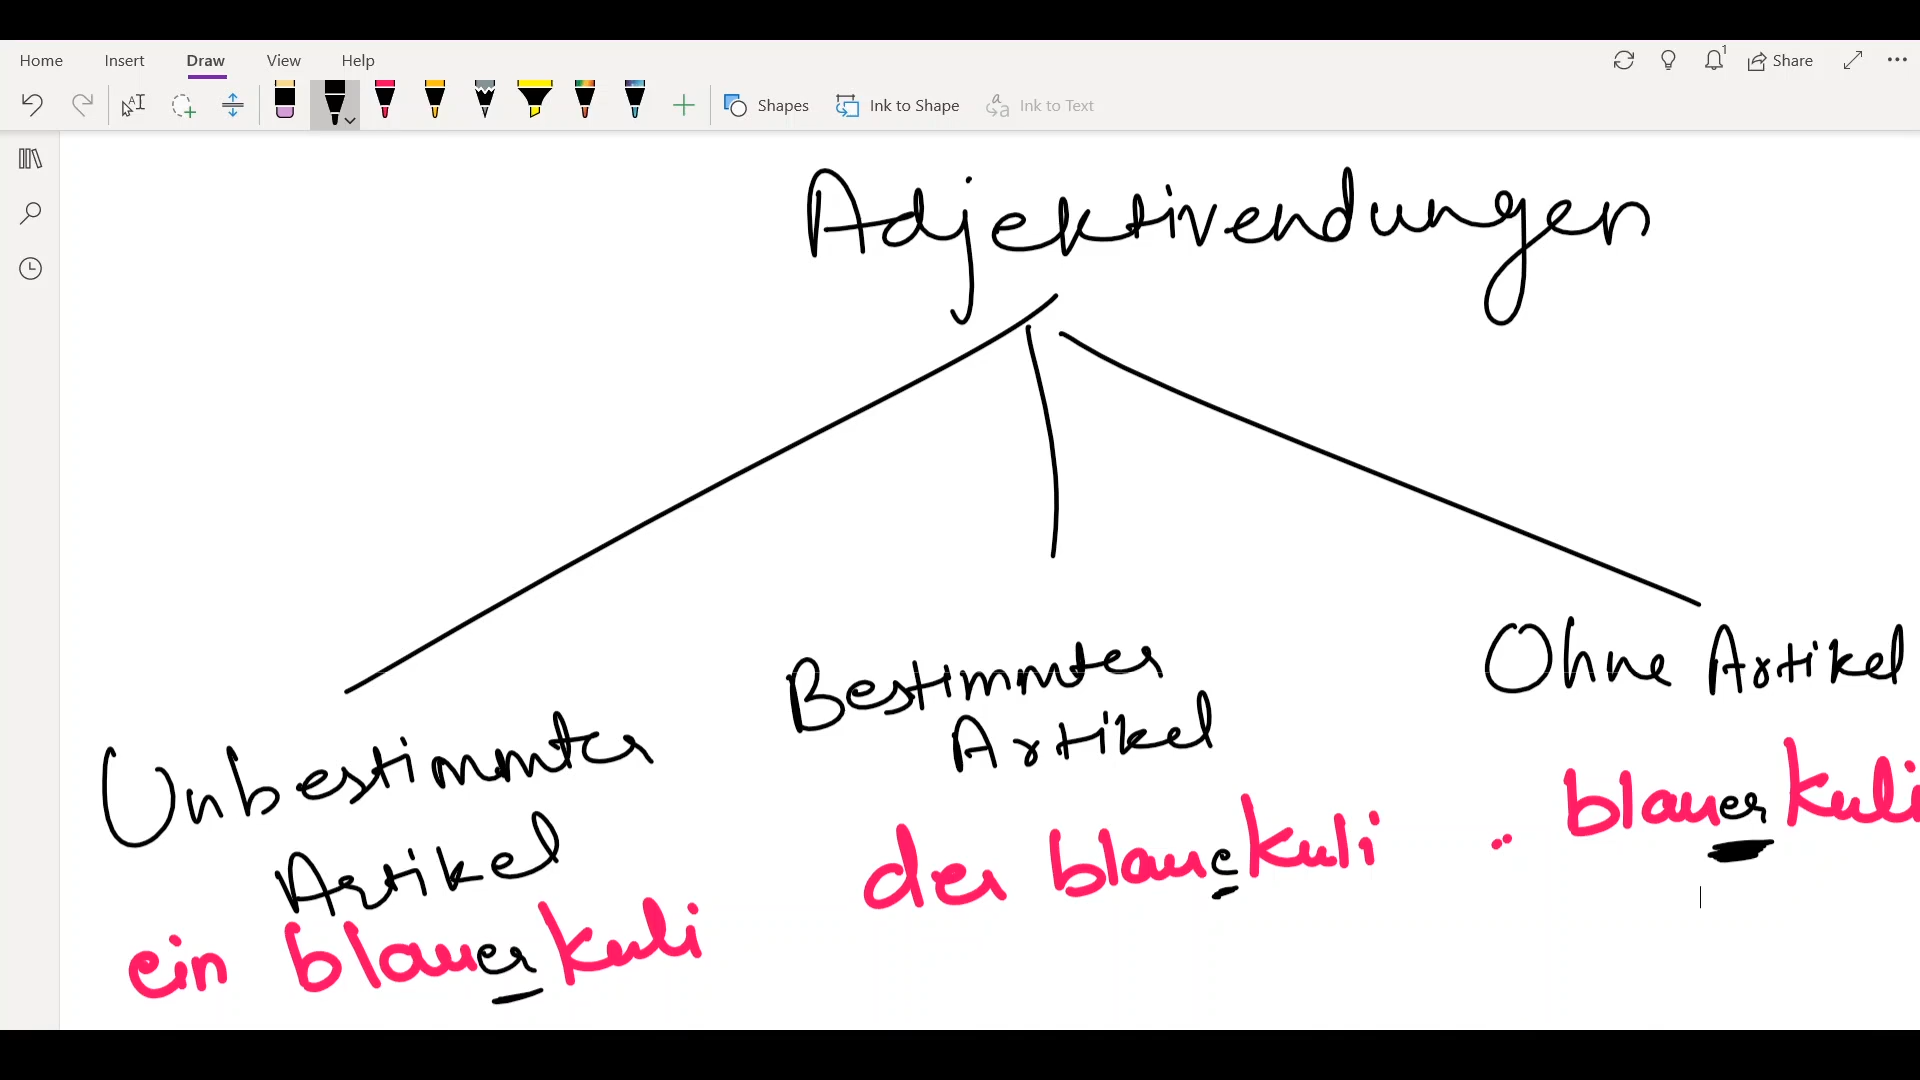 Home Insert Draw View Help
1
Share
Shapes Ink to Shape Ink to Text
Adjektivendungen
Unbestimmter
Artikel
ein blauer kuli
Bestimmter
Artikel
der blaue kuli
Ohne Artikel
blauer kuli